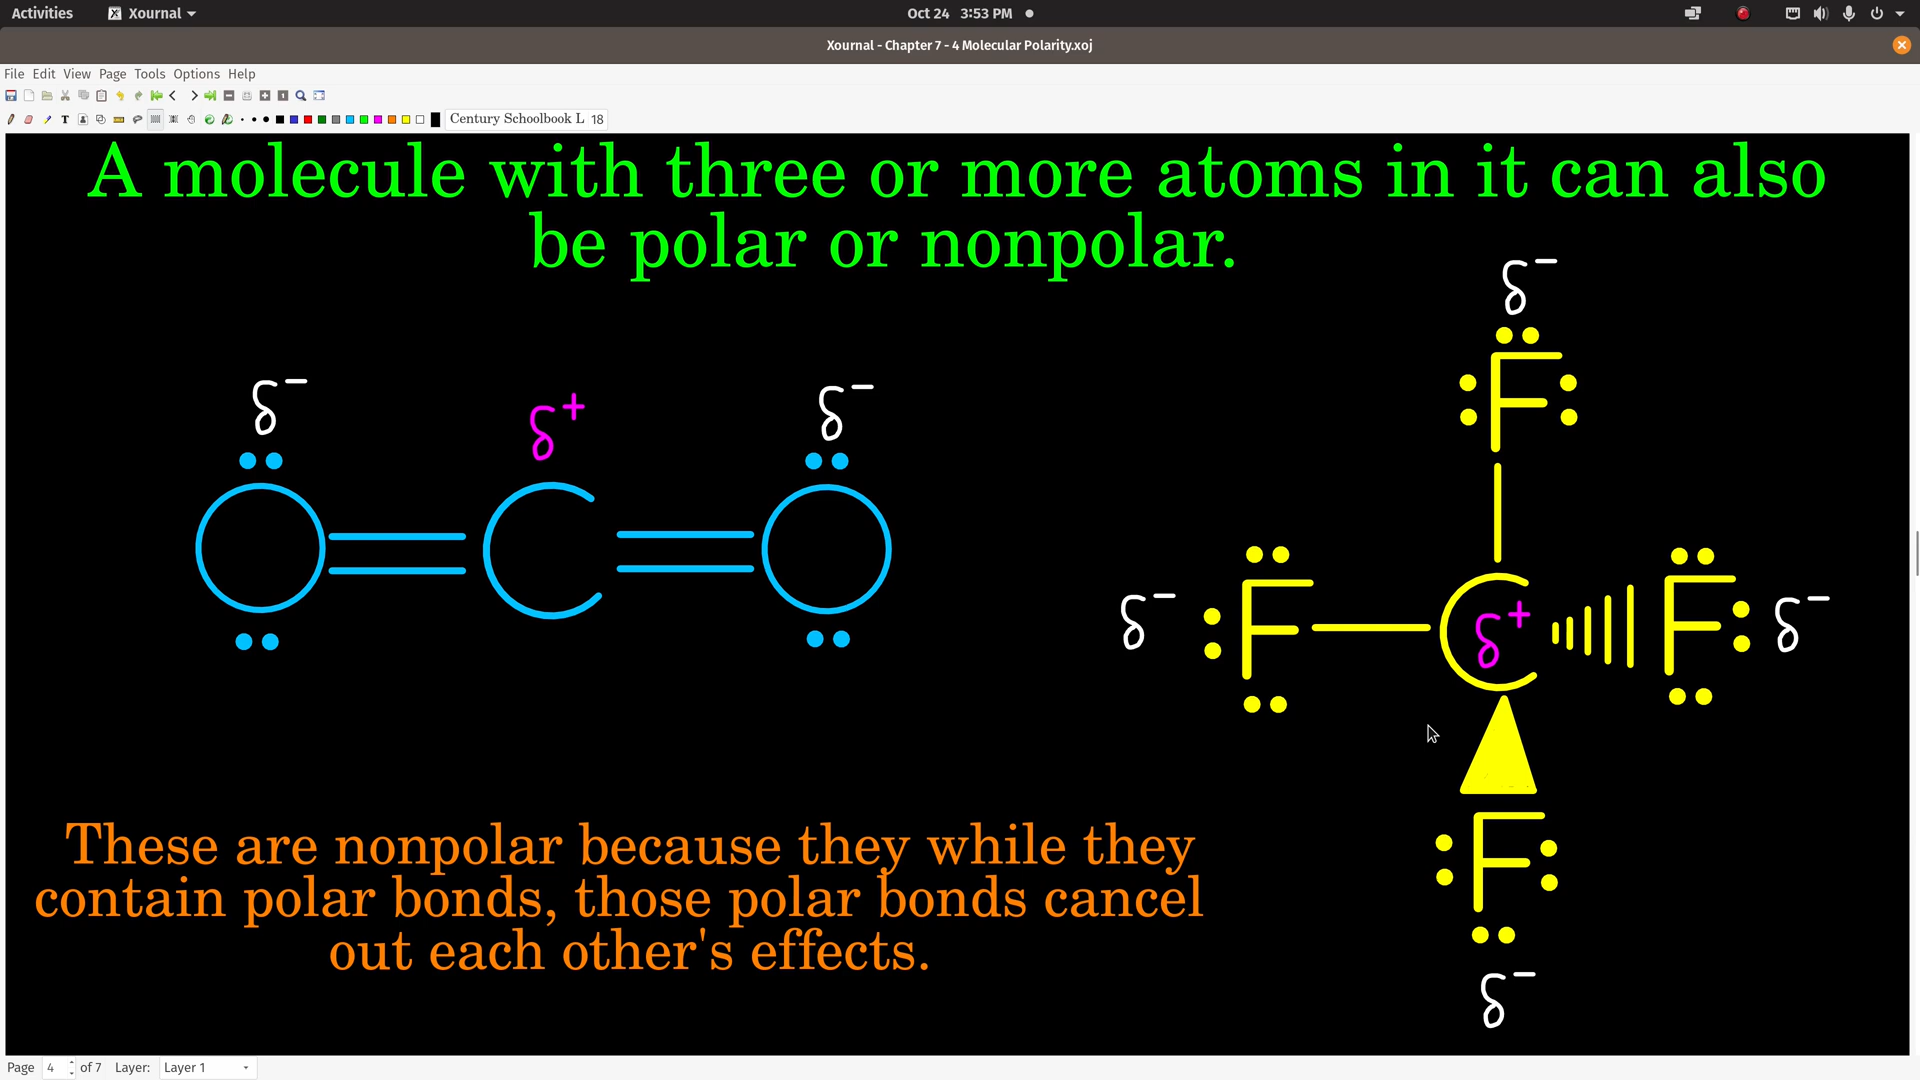 Activities Xournal Oct 24 3:53 PM
Xournal - Chapter 7 - 4 Molecular Polarity.xoj
File Edit View Page Tools Options Help
Century Schoolbook L 18
A molecule with three or more atoms in it can also
be polar or nonpolar.
δ−
δ− δ+ δ−
F
O C O
F C F
δ− δ+ δ−
These are nonpolar because they while they
contain polar bonds, those polar bonds cancel
out each other's effects.
F
δ−
Page 4 of 7 Layer: Layer 1